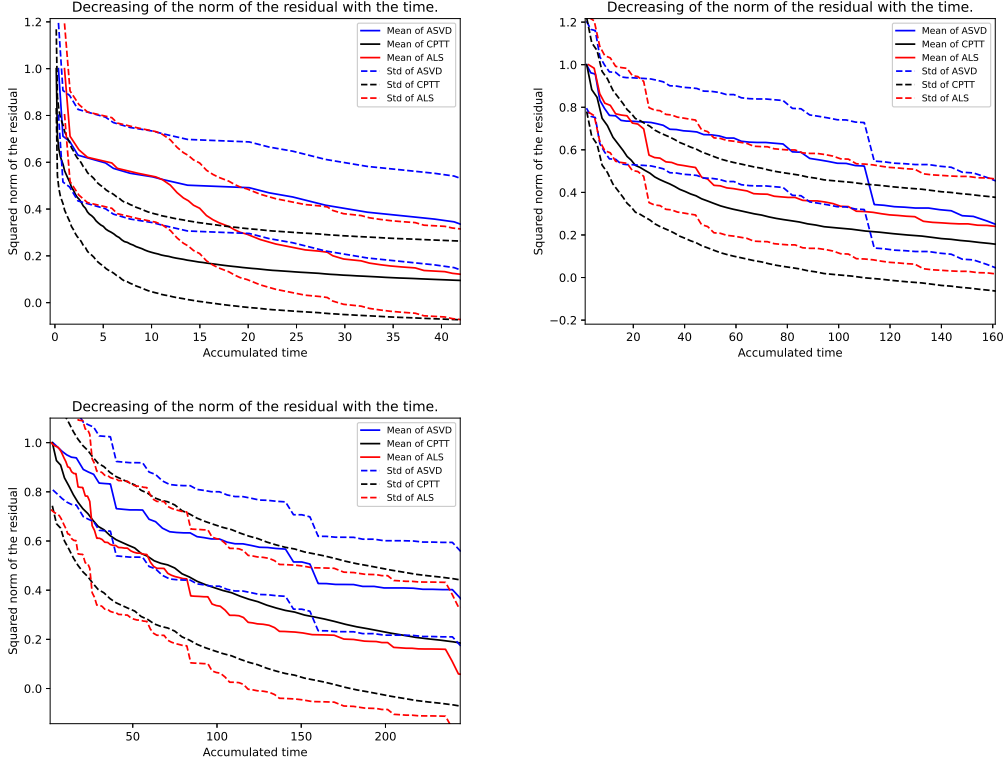 Decreasing of the norm of the residual with the time.
1.2
1.0
0.8
0.6
0.4
0.2
0.0
Squared norm of the residual
Mean of ASVD
Mean of CPTT
Mean of ALS
Std of ASVD
Std of CPTT
Std of ALS
0 5 10 15 20 25 30 35 40
Accumulated time
Decreasing of the norm of the residual with the time.
1.2
1.0
0.8
0.6
0.4
0.2
0.0
−0.2
Squared norm of the residual
Mean of ASVD
Mean of CPTT
Mean of ALS
Std of ASVD
Std of CPTT
Std of ALS
20 40 60 80 100 120 140 160
Accumulated time
Decreasing of the norm of the residual with the time.
1.0
0.8
0.6
0.4
0.2
0.0
Squared norm of the residual
Mean of ASVD
Mean of CPTT
Mean of ALS
Std of ASVD
Std of CPTT
Std of ALS
50 100 150 200
Accumulated time